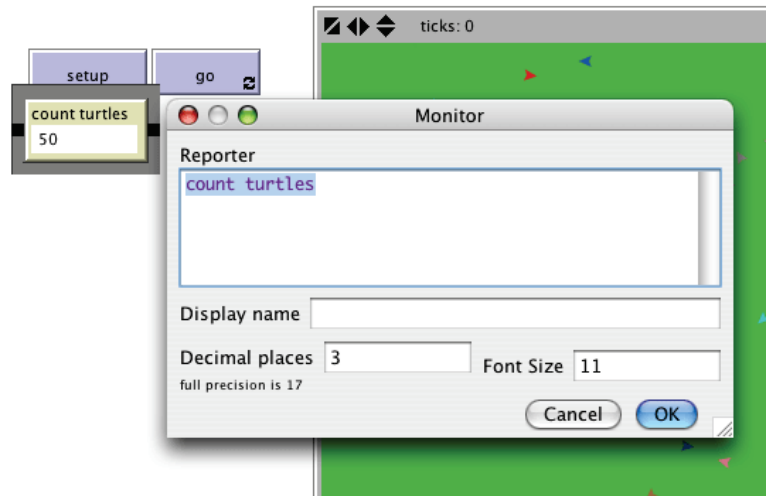 ticks: 0
setup
go
count turtles
50
Monitor
Reporter
count turtles
Display name
Decimal places 3
Font Size 11
full precision is 17
Cancel
OK